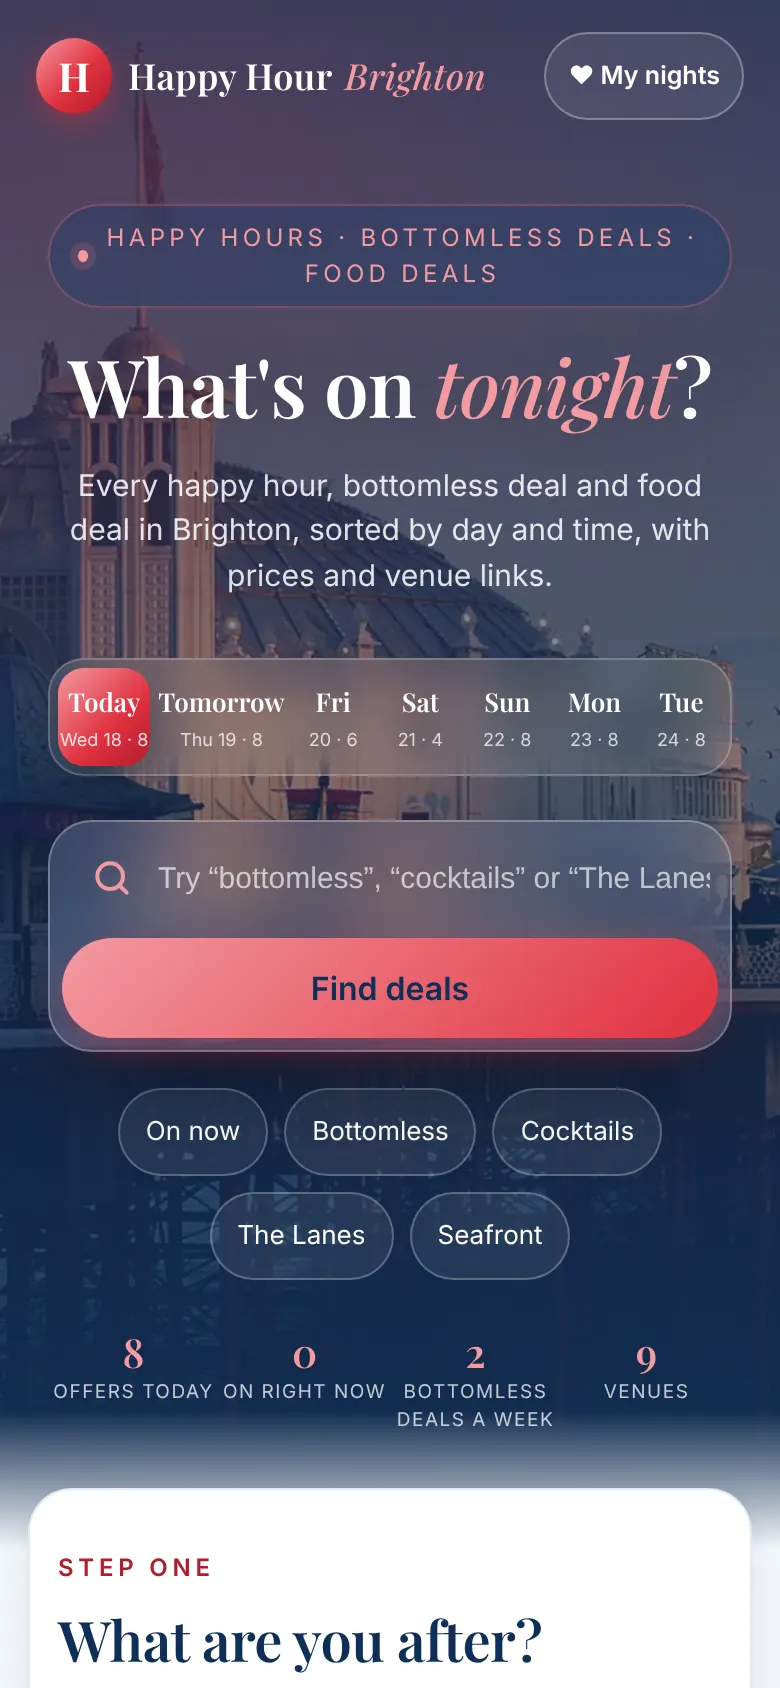 H Happy Hour Brighton
♥ My nights
HAPPY HOURS · BOTTOMLESS DEALS ·
FOOD DEALS
What's on tonight?
Every happy hour, bottomless deal and food
deal in Brighton, sorted by day and time, with
prices and venue links.
Today Tomorrow Fri Sat Sun Mon Tue
Wed 18 · 8 Thu 19 · 8 20 · 6 21 · 4 22 · 8 23 · 8 24 · 8
Try “bottomless”, “cocktails” or “The Lanes
Find deals
On now Bottomless Cocktails
The Lanes Seafront
8 0 2 9
OFFERS TODAY ON RIGHT NOW BOTTOMLESS VENUES
DEALS A WEEK
STEP ONE
What are you after?